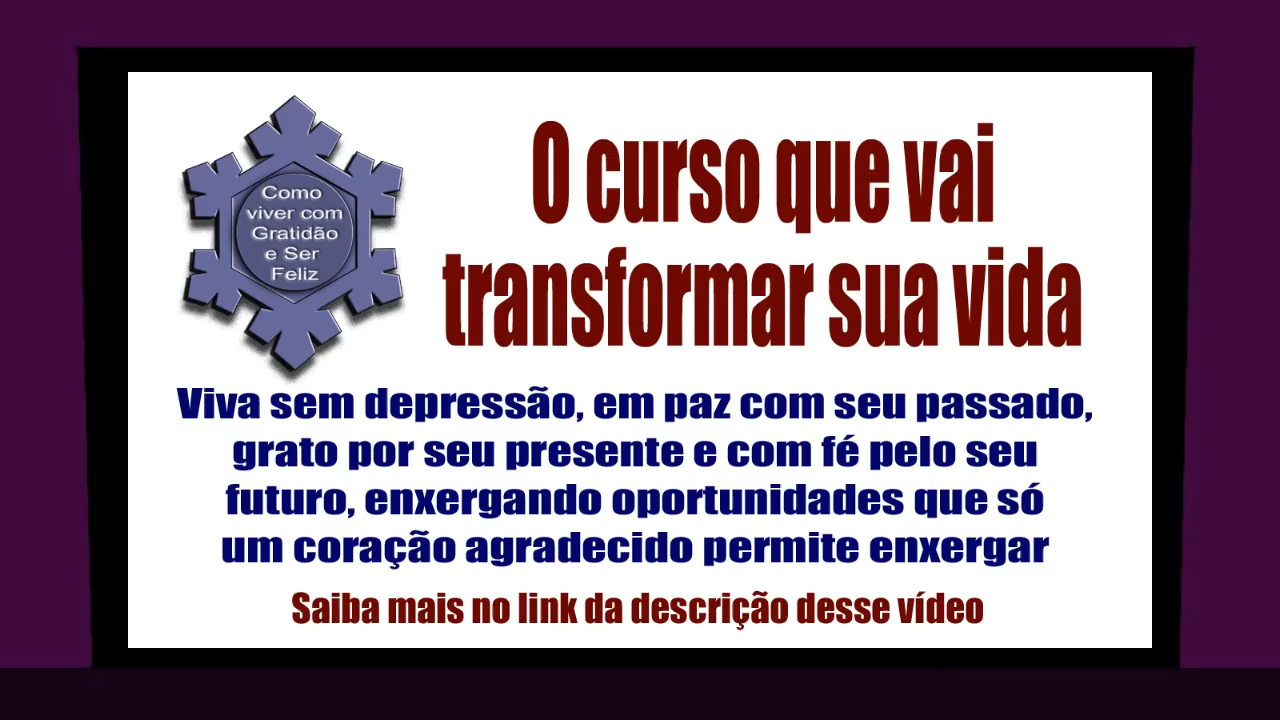 Como
viver com
Gratidão
e Ser
Feliz
O curso que vai
transformar sua vida
Viva sem depressão, em paz com seu passado,
grato por seu presente e com fé pelo seu
futuro, enxergando oportunidades que só
um coração agradecido permite enxergar
Saiba mais no link da descrição desse vídeo